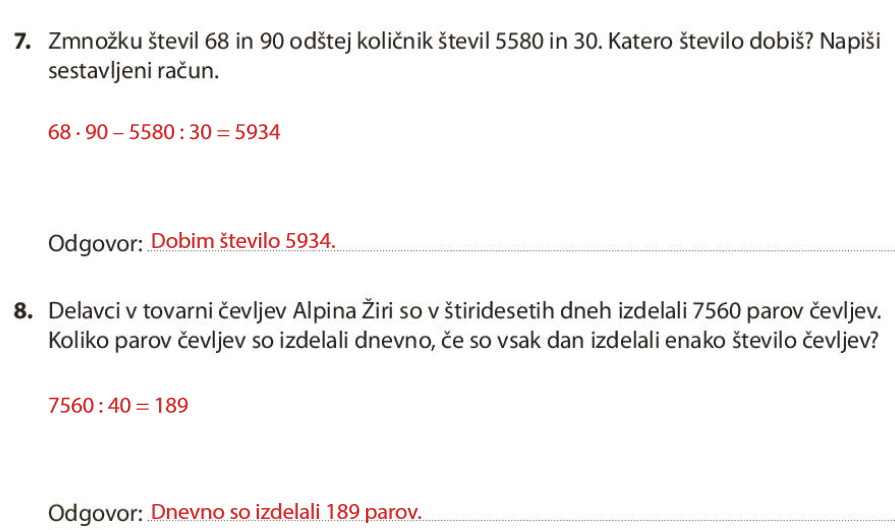 7. Zmnožku števil 68 in 90 odštej količnik števil 5580 in 30. Katero število dobiš? Napiši
sestavljeni račun.
68 · 90 – 5580 : 30 = 5934
Odgovor: Dobim število 5934.
8. Delavci v tovarni čevljev Alpina Žiri so v štiridesetih dneh izdelali 7560 parov čevljev.
Koliko parov čevljev so izdelali dnevno, če so vsak dan izdelali enako število čevljev?
7560 : 40 = 189
Odgovor: Dnevno so izdelali 189 parov.